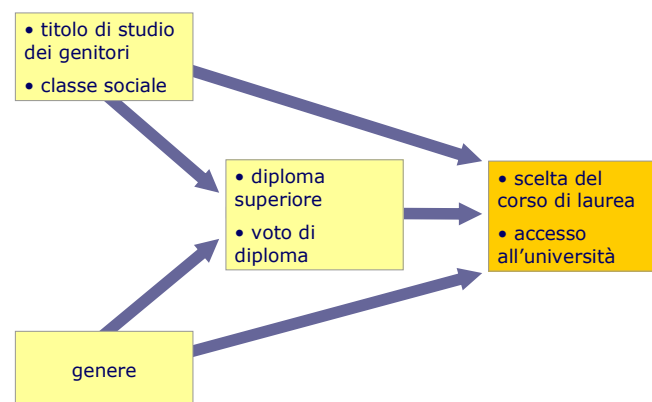 • titolo di studio
dei genitori
• classe sociale
• diploma
superiore
• voto di
diploma
• scelta del
corso di laurea
• accesso
all'università
genere